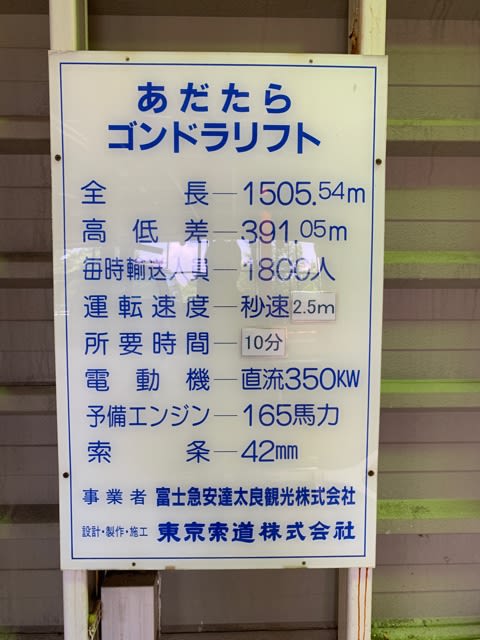 あだたら
ゴンドラリフト
全長―1505.54m
高低差―391.05m
毎時輸送人員―1800人
運転速度―秒速2.5m
所要時間―10分
電動機―直流350KW
予備エンジン―165馬力
索条―42mm
事業者 富士急安達太良観光株式会社
設計・製作・施工 東京索道株式会社